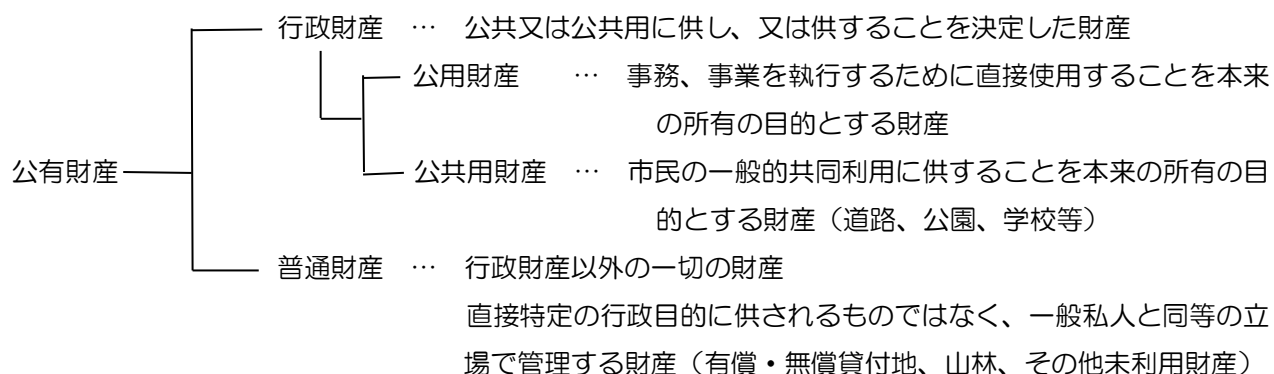 行政財産 … 公共又は公共用に供し、又は供することを決定した財産
公用財産 … 事務、事業を執行するために直接使用することを本来
の所有の目的とする財産
公有財産
公共用財産 … 市民の一般的共同利用に供することを本来の所有の目
的とする財産（道路、公園、学校等）
普通財産 … 行政財産以外の一切の財産
直接特定の行政目的に供されるものではなく、一般私人と同等の立
場で管理する財産（有償・無償貸付地、山林、その他未利用財産）